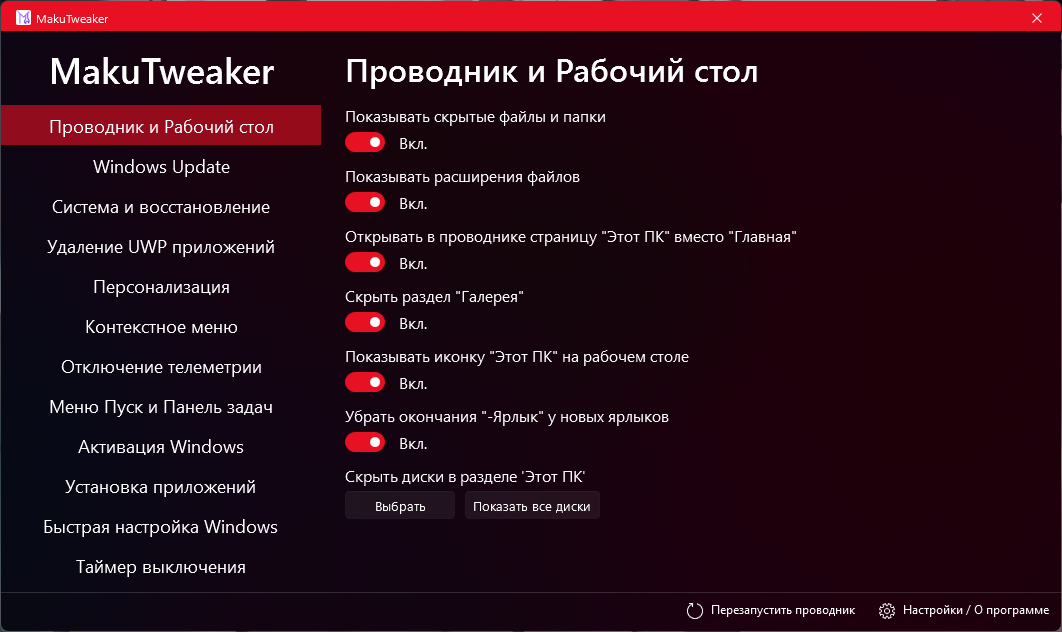 MakuTweaker
MakuTweaker
Проводник и Рабочий стол
Windows Update
Система и восстановление
Удаление UWP приложений
Персонализация
Контекстное меню
Отключение телеметрии
Меню Пуск и Панель задач
Активация Windows
Установка приложений
Быстрая настройка Windows
Таймер выключения
Проводник и Рабочий стол
Показывать скрытые файлы и папки
Вкл.
Показывать расширения файлов
Вкл.
Открывать в проводнике страницу "Этот ПК" вместо "Главная"
Вкл.
Скрыть раздел "Галерея"
Вкл.
Показывать иконку "Этот ПК" на рабочем столе
Вкл.
Убрать окончания "-Ярлык" у новых ярлыков
Вкл.
Скрыть диски в разделе 'Этот ПК'
Выбрать Показать все диски
Перезапустить проводник Настройки / О программе